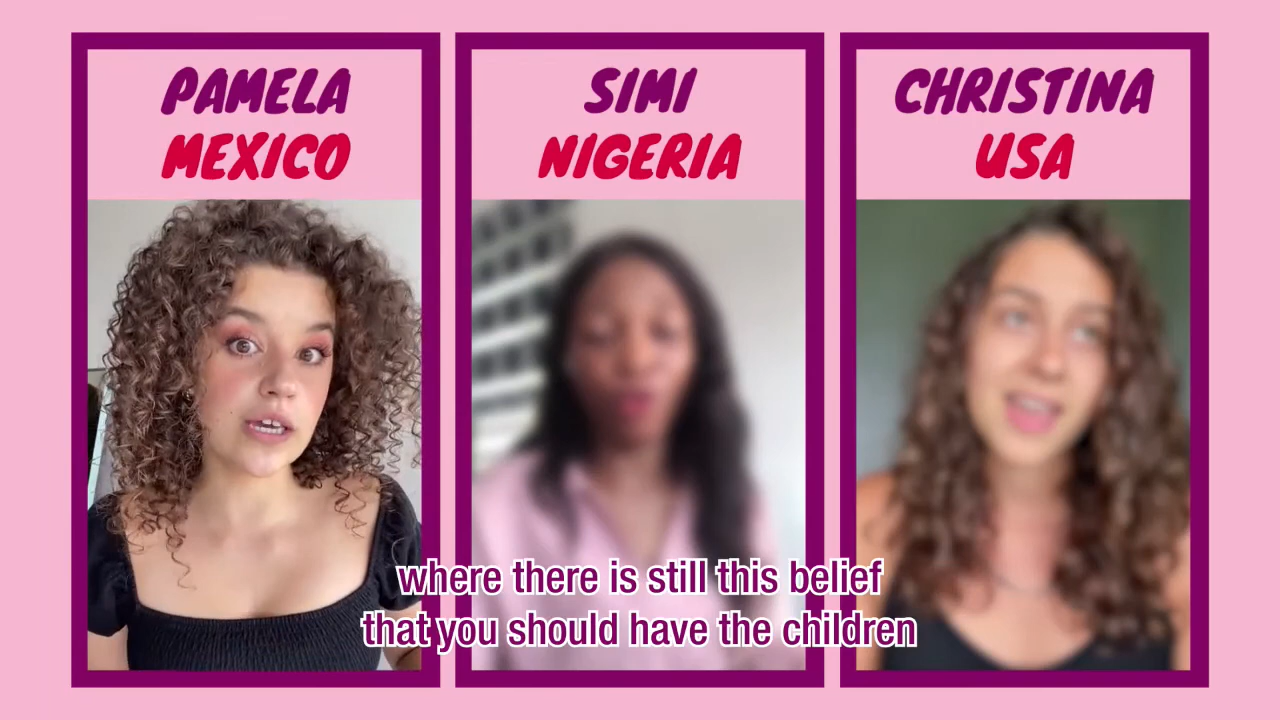 PAMELA
MEXICO
SIMI
NIGERIA
CHRISTINA
USA
where there is still this belief
that you should have the children